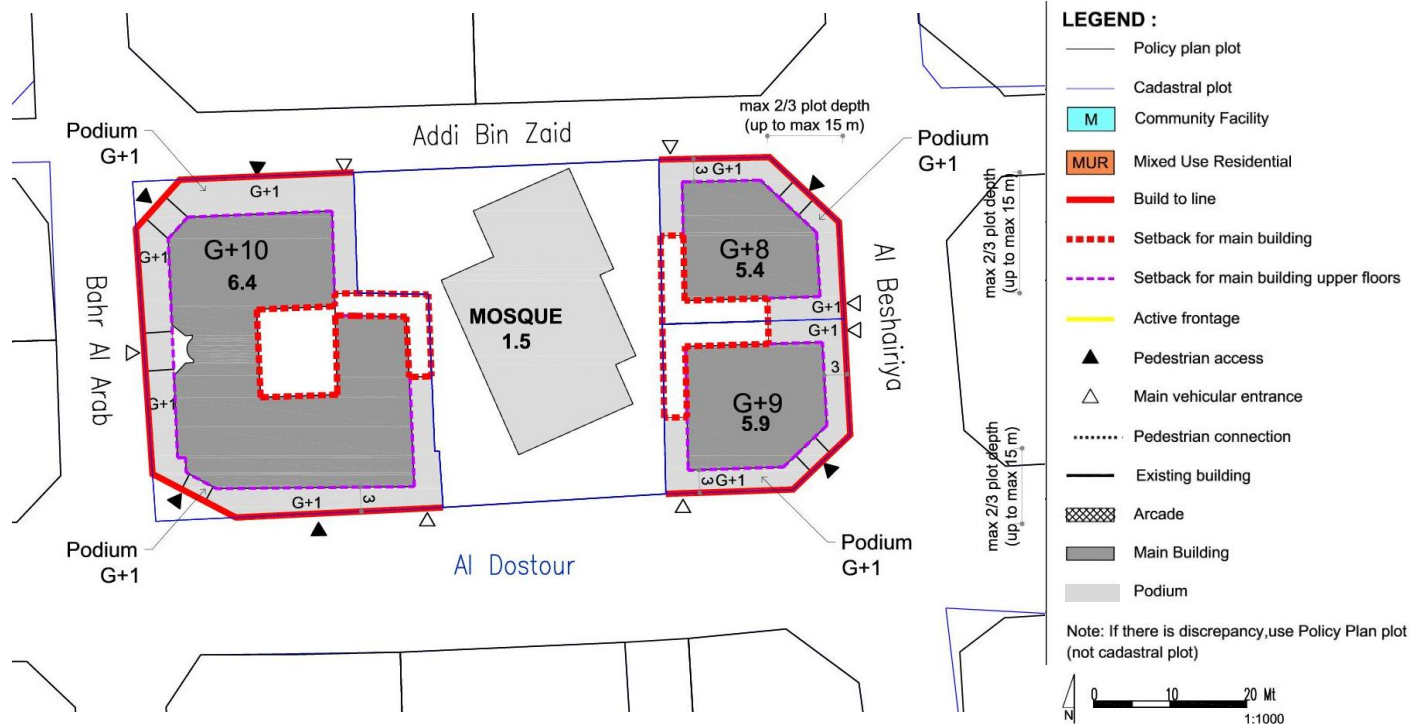 max 2/3 plot depth
(up to max 15 m)
Podium
G+1
Addi Bin Zaid
Podium
G+1
G+1
3
G+1
G+1
G+10
6.4
G+8
5.4
max 2/3 plot depth
(up to max 15 m)
Bahr Al Arab
MOSQUE
1.5
Al Beshairiya
G+1
G+1
3
G+1
G+9
5.9
max 2/3 plot depth
(up to max 15 m)
G+1
3
3
G+1
Podium
G+1
Al Dostour
Podium
G+1
LEGEND :
Policy plan plot
Cadastral plot
M
Community Facility
MUR
Mixed Use Residential
Build to line
Setback for main building
Setback for main building upper floors
Active frontage
Pedestrian access
Main vehicular entrance
Pedestrian connection
Existing building
Arcade
Main Building
Podium
Note: If there is discrepancy,use Policy Plan plot
(not cadastral plot)
N
0 10 20 Mt
1:1000